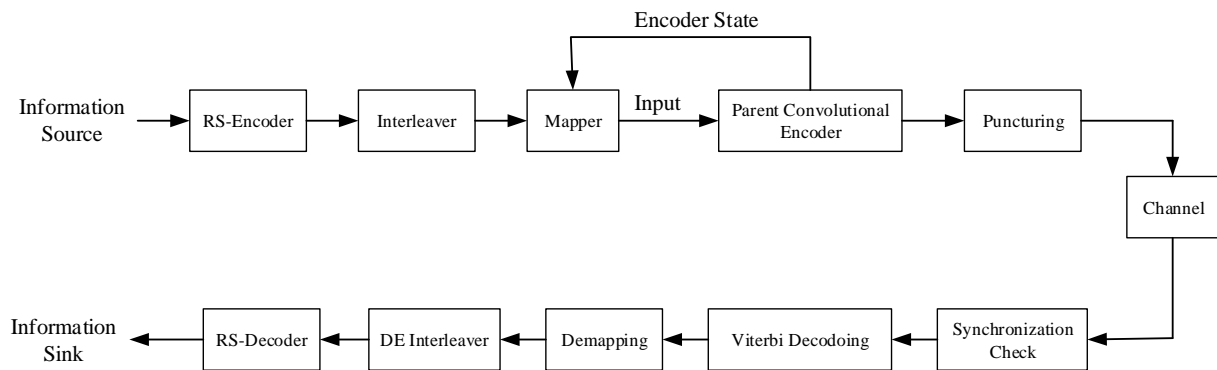 Encoder State
Information
Source
RS-Encoder
Interleaver
Mapper
Input
Parent Convolutional
Encoder
Puncturing
Channel
Information
Sink
RS-Decoder
DE Interleaver
Demapping
Viterbi Decodoing
Synchronization
Check